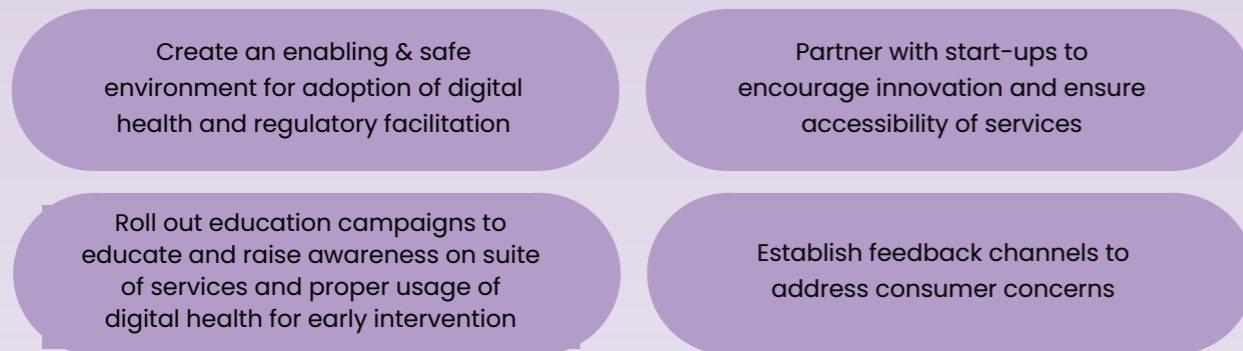 Create an enabling & safe
environment for adoption of digital
health and regulatory facilitation
Partner with start-ups to
encourage innovation and ensure
accessibility of services
Roll out education campaigns to
educate and raise awareness on suite
of services and proper usage of
digital health for early intervention
Establish feedback channels to
address consumer concerns